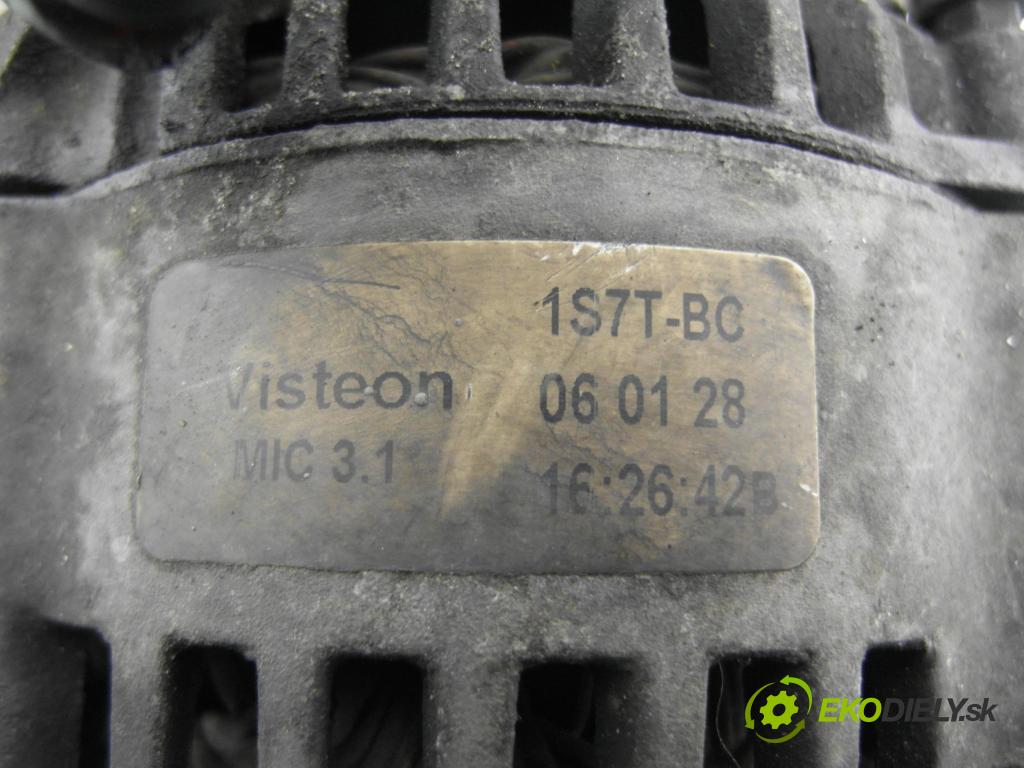 1S7T-BC
Visteon 06 01 28
MIC 3.1 16:26:42B
EKODIELY.sk